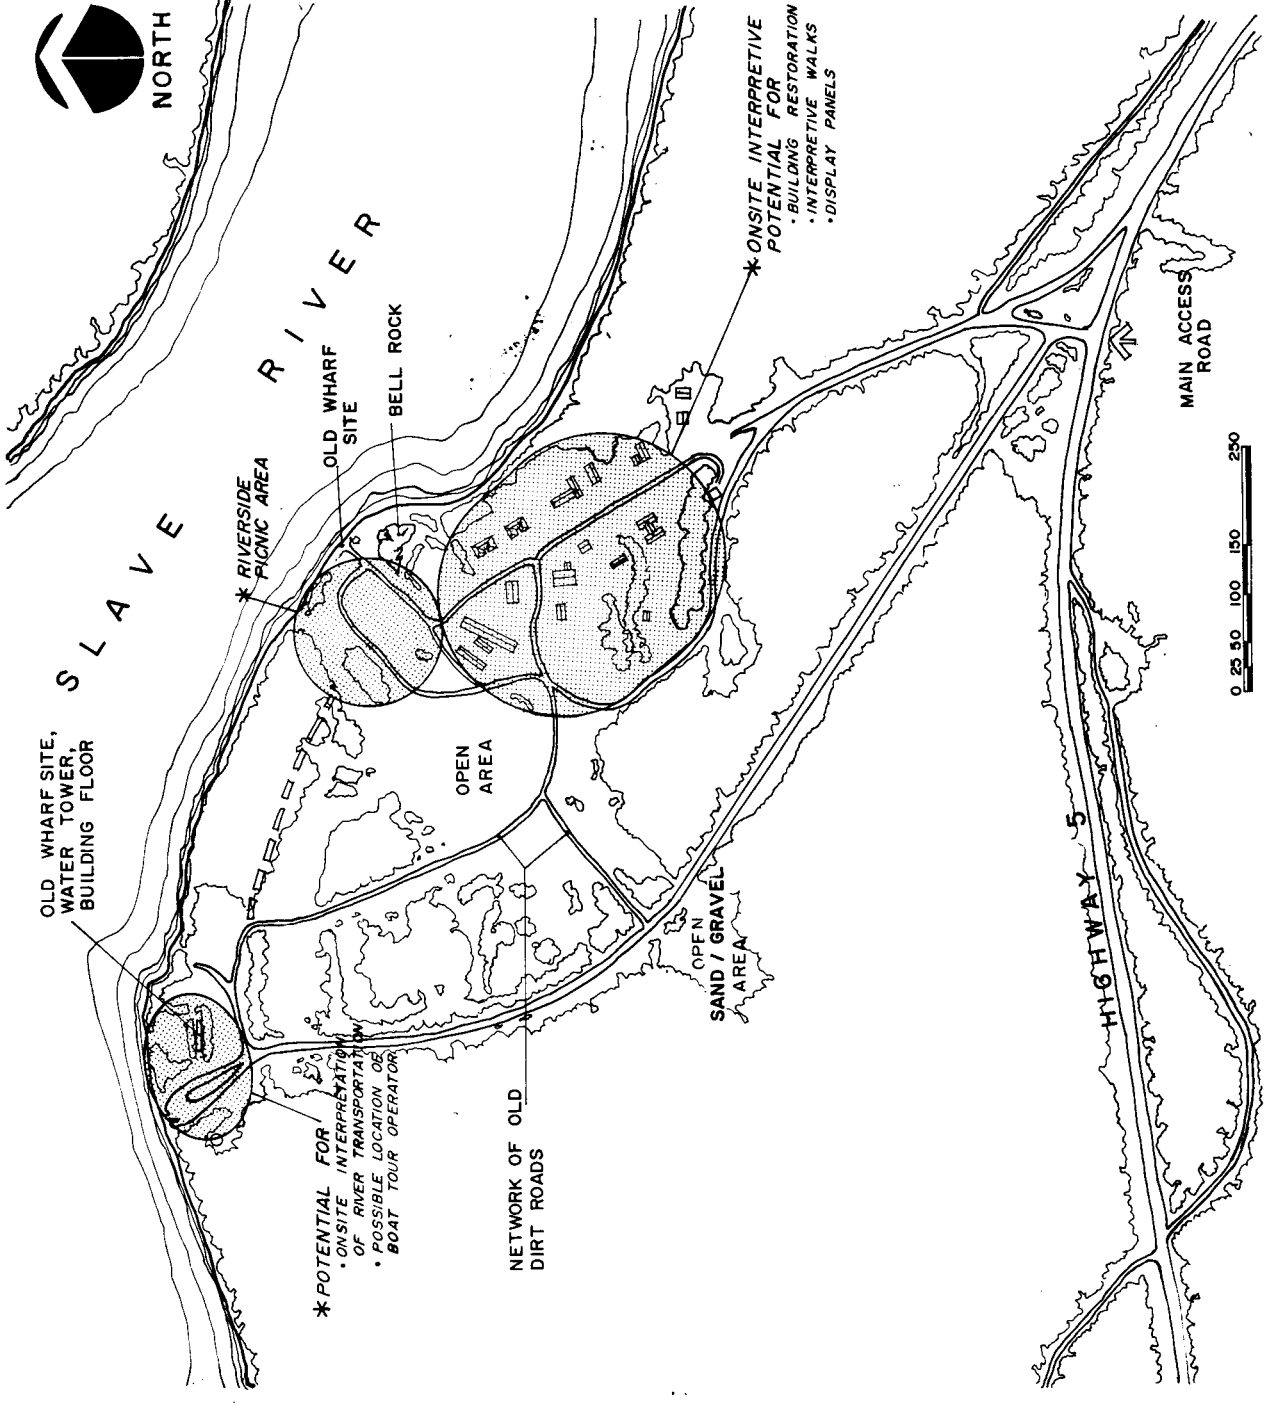 NORTH
SLAVE RIVER
OLD WHARF SITE,
WATER TOWER,
BUILDING FLOOR
* RIVERSIDE
PICNIC AREA
OLD WHARF
SITE
BELL ROCK
* ONSITE INTERPRETIVE
POTENTIAL FOR
• BUILDING RESTORATION
• INTERPRETIVE WALKS
• DISPLAY PANELS
OPEN
AREA
* POTENTIAL FOR
• ONSITE INTERPRETATION
OF RIVER TRANSPORTATION
• POSSIBLE LOCATION OF
BOAT TOUR OPERATOR
NETWORK OF OLD
DIRT ROADS
OPEN
SAND / GRAVEL
AREA
HIGHWAY 5
MAIN ACCESS
ROAD
0 25 50 100 150 250